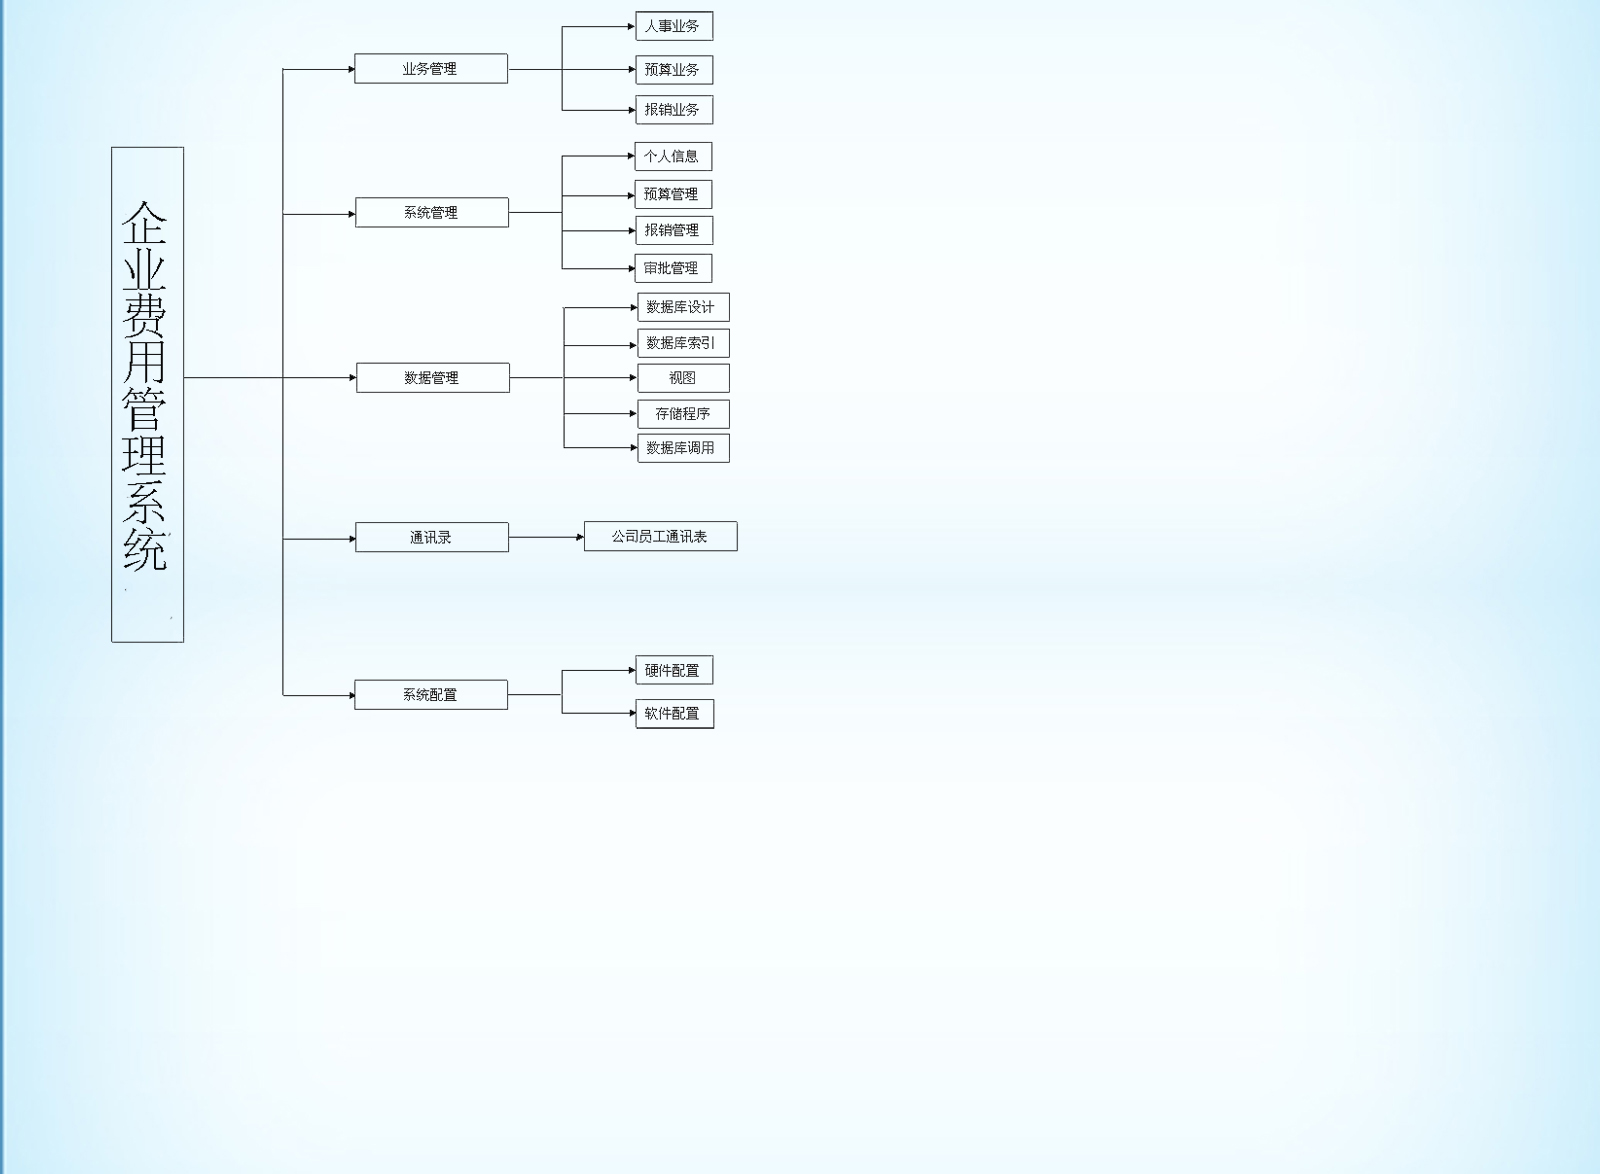 企业费用管理系统
业务管理
人事业务
预算业务
报销业务
系统管理
个人信息
预算管理
报销管理
审批管理
数据管理
数据库设计
数据库索引
视图
存储程序
数据库调用
通讯录
公司员工通讯表
系统配置
硬件配置
软件配置